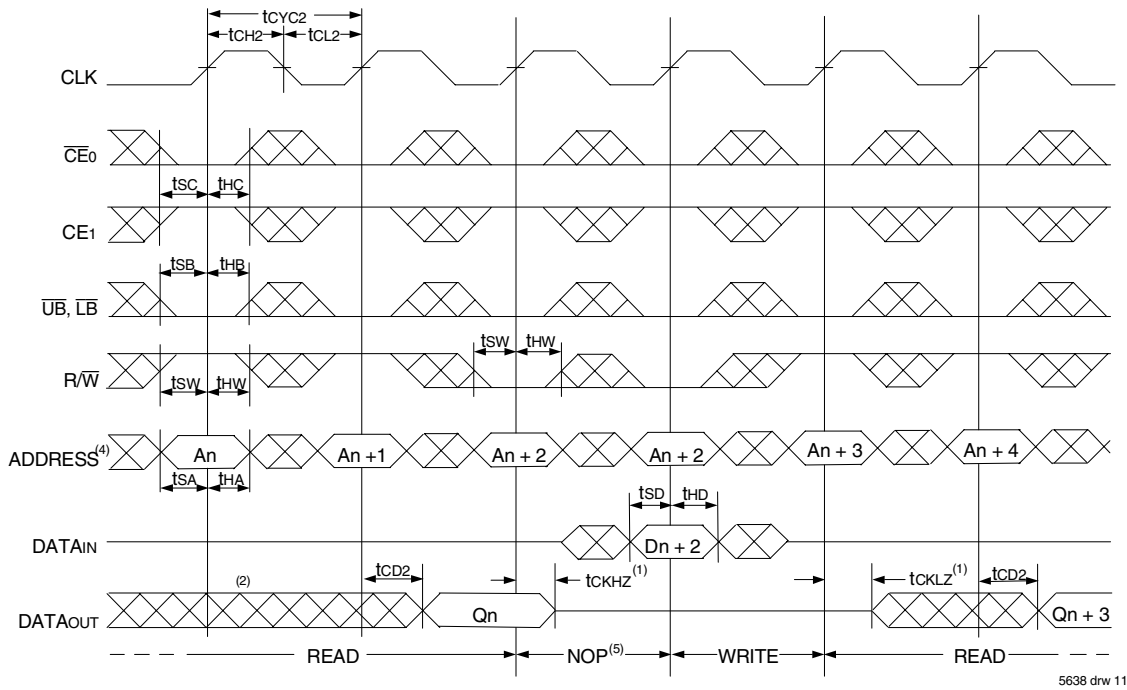 tCYC2
tCH2 tCL2
CLK
CE0
tSC tHC
CE1
tSB tHB
UB, LB
tSW tHW
R/W
tSW tHW
ADDRESS(4) An An +1 An + 2 An + 2 An + 3 An + 4
tSA tHA
tSD tHD
DATAIN Dn + 2
(2) tCD2 tCKHZ(1) tCKLZ(1) tCD2
DATAOUT Qn Qn + 3
READ NOP(5) WRITE READ
5638 drw 11